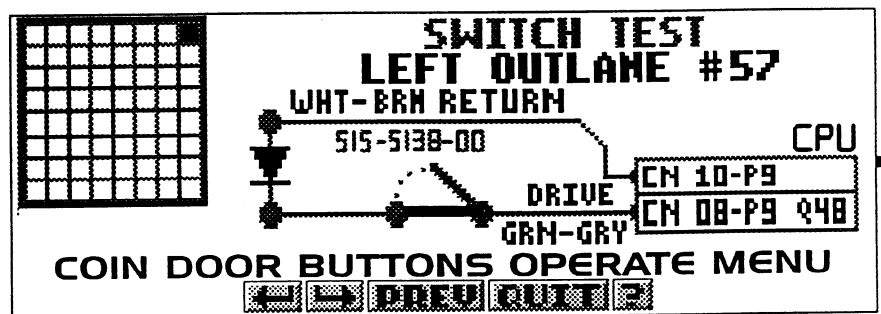 SWITCH TEST
LEFT OUTLANE #57
WHT-BRN RETURN
515-5138-00
CPU
CN 10-P9
DRIVE
CN 08-P9 Q48
GRN-GRY
COIN DOOR BUTTONS OPERATE MENU
PREV QUIT ?